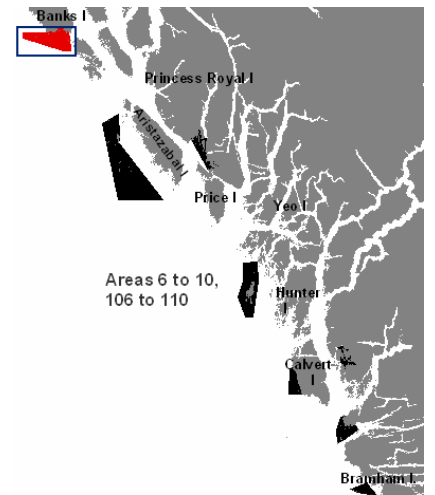 Banks I
Princess Royal I
Aristazabal I
Price I
Yeo I
Areas 6 to 10,
106 to 110
Hunter
I
Calvert
I
Bramham I.